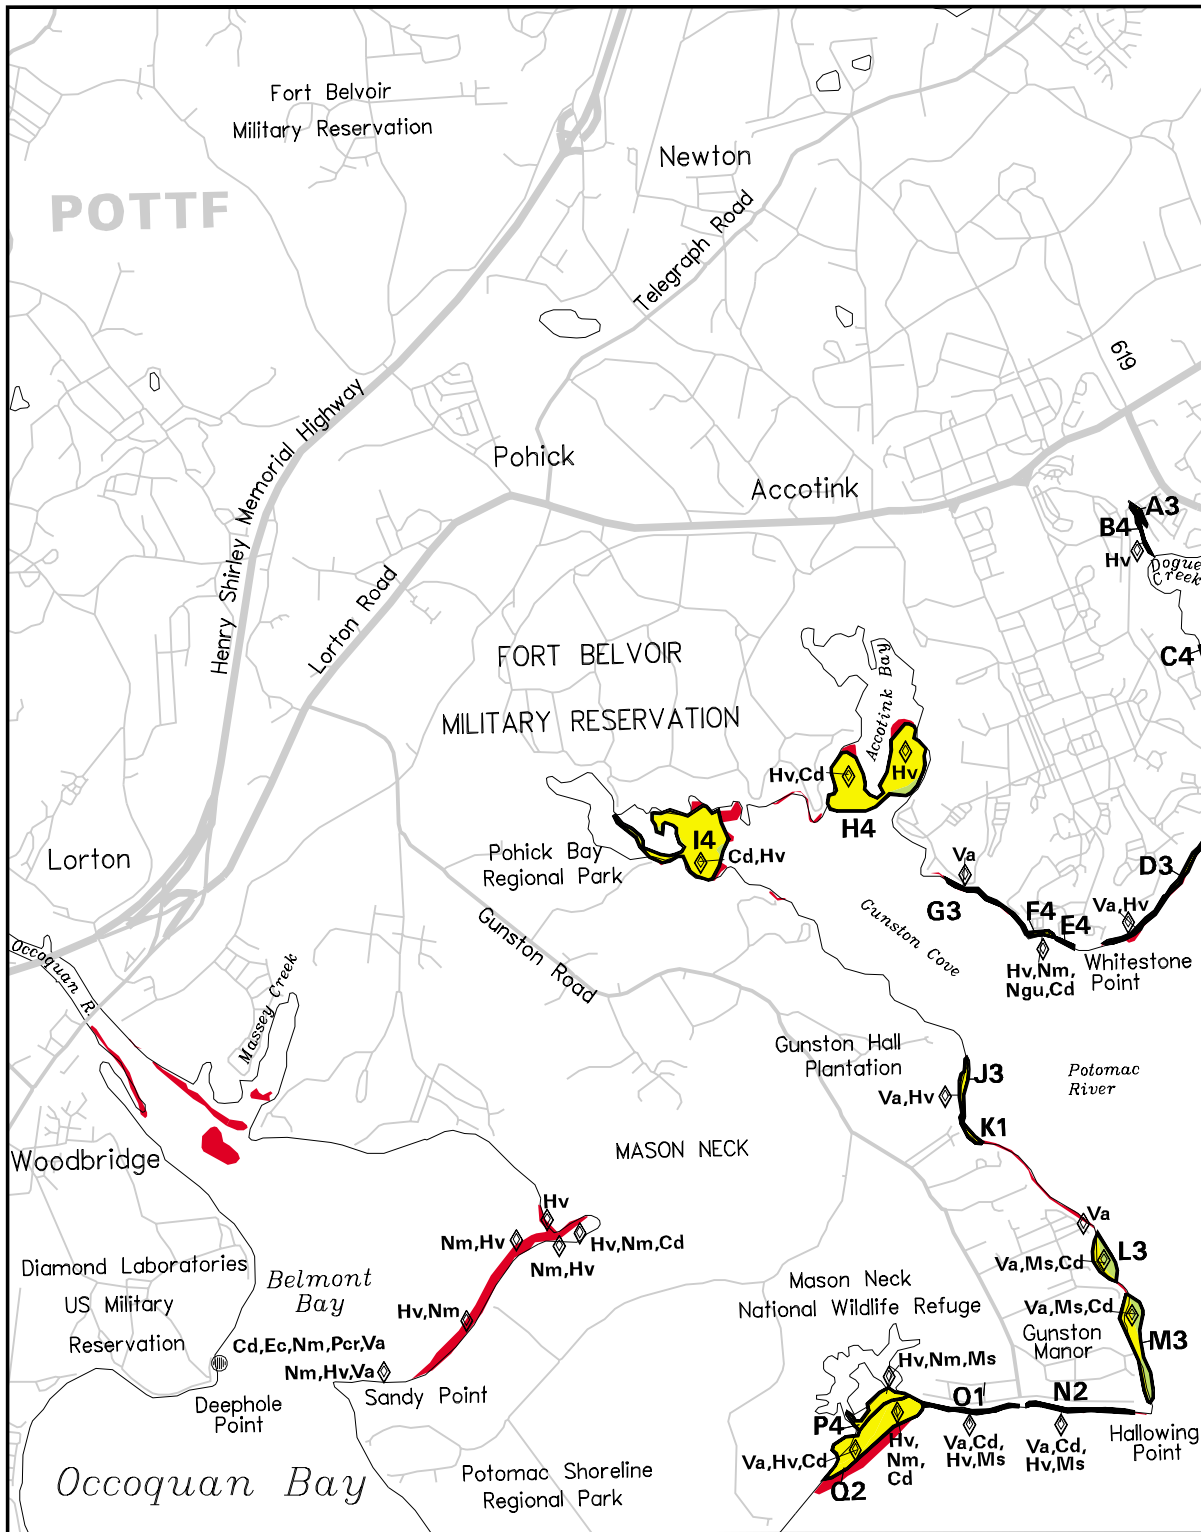 Fort Belvoir
Military Reservation
Newton
POTTF
Telegraph Road
619
Henry Shirley Memorial Highway
Pohick
Accotink
A3
B4
Hv
Dogue
Creek
Lorton Road
C4
FORT BELVOIR
MILITARY RESERVATION
Accotink Bay
Hv,Cd
Hv
H4
I4
Cd,Hv
Lorton
Pohick Bay
Regional Park
Va
D3
G3
F4
E4
Va,Hv
Gunston Road
Gunston Cove
Hv,Nm,
Ngu,Cd
Whitestone
Point
Occoquan R.
Massey Creek
Gunston Hall
Plantation
J3
Va,Hv
K1
Potomac
River
Woodbridge
MASON NECK
Hv
Nm,Hv
Hv,Nm,Cd
Nm,Hv
Va
L3
Va,Ms,Cd
Diamond Laboratories
US Military
Reservation
Belmont
Bay
Hv,Nm
Mason Neck
National Wildlife Refuge
Va,Ms,Cd
Gunston
Manor
M3
Cd,Ec,Nm,Pcr,Va
Nm,Hv,Va
Sandy Point
Deephole
Point
Hv,Nm,Ms
O1
N2
P4
Hv,
Nm,
Cd
Va,Cd,
Hv,Ms
Va,Cd,
Hv,Ms
Hallowing
Point
Va,Hv,Cd
Q2
Occoquan Bay
Potomac Shoreline
Regional Park